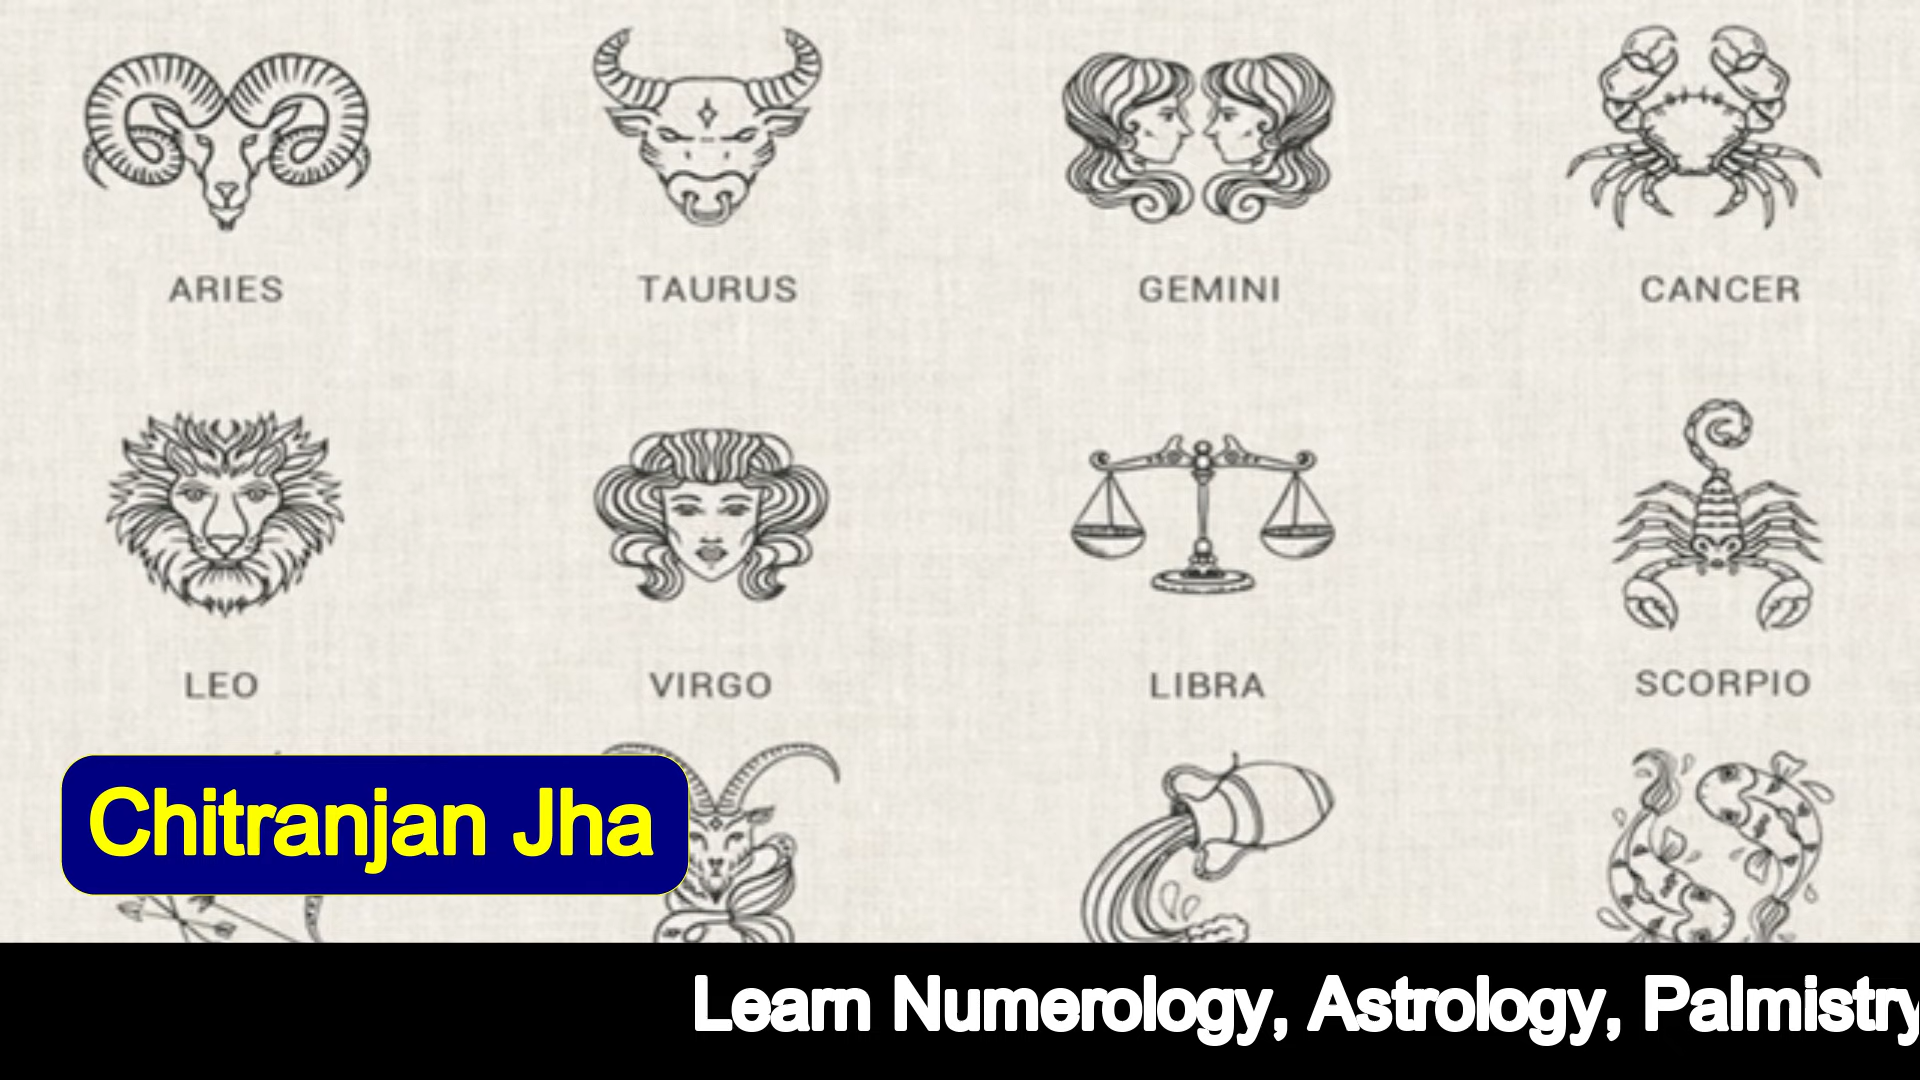 ARIES TAURUS GEMINI CANCER
LEO VIRGO LIBRA SCORPIO
Chitranjan Jha
Learn Numerology, Astrology, Palmistry